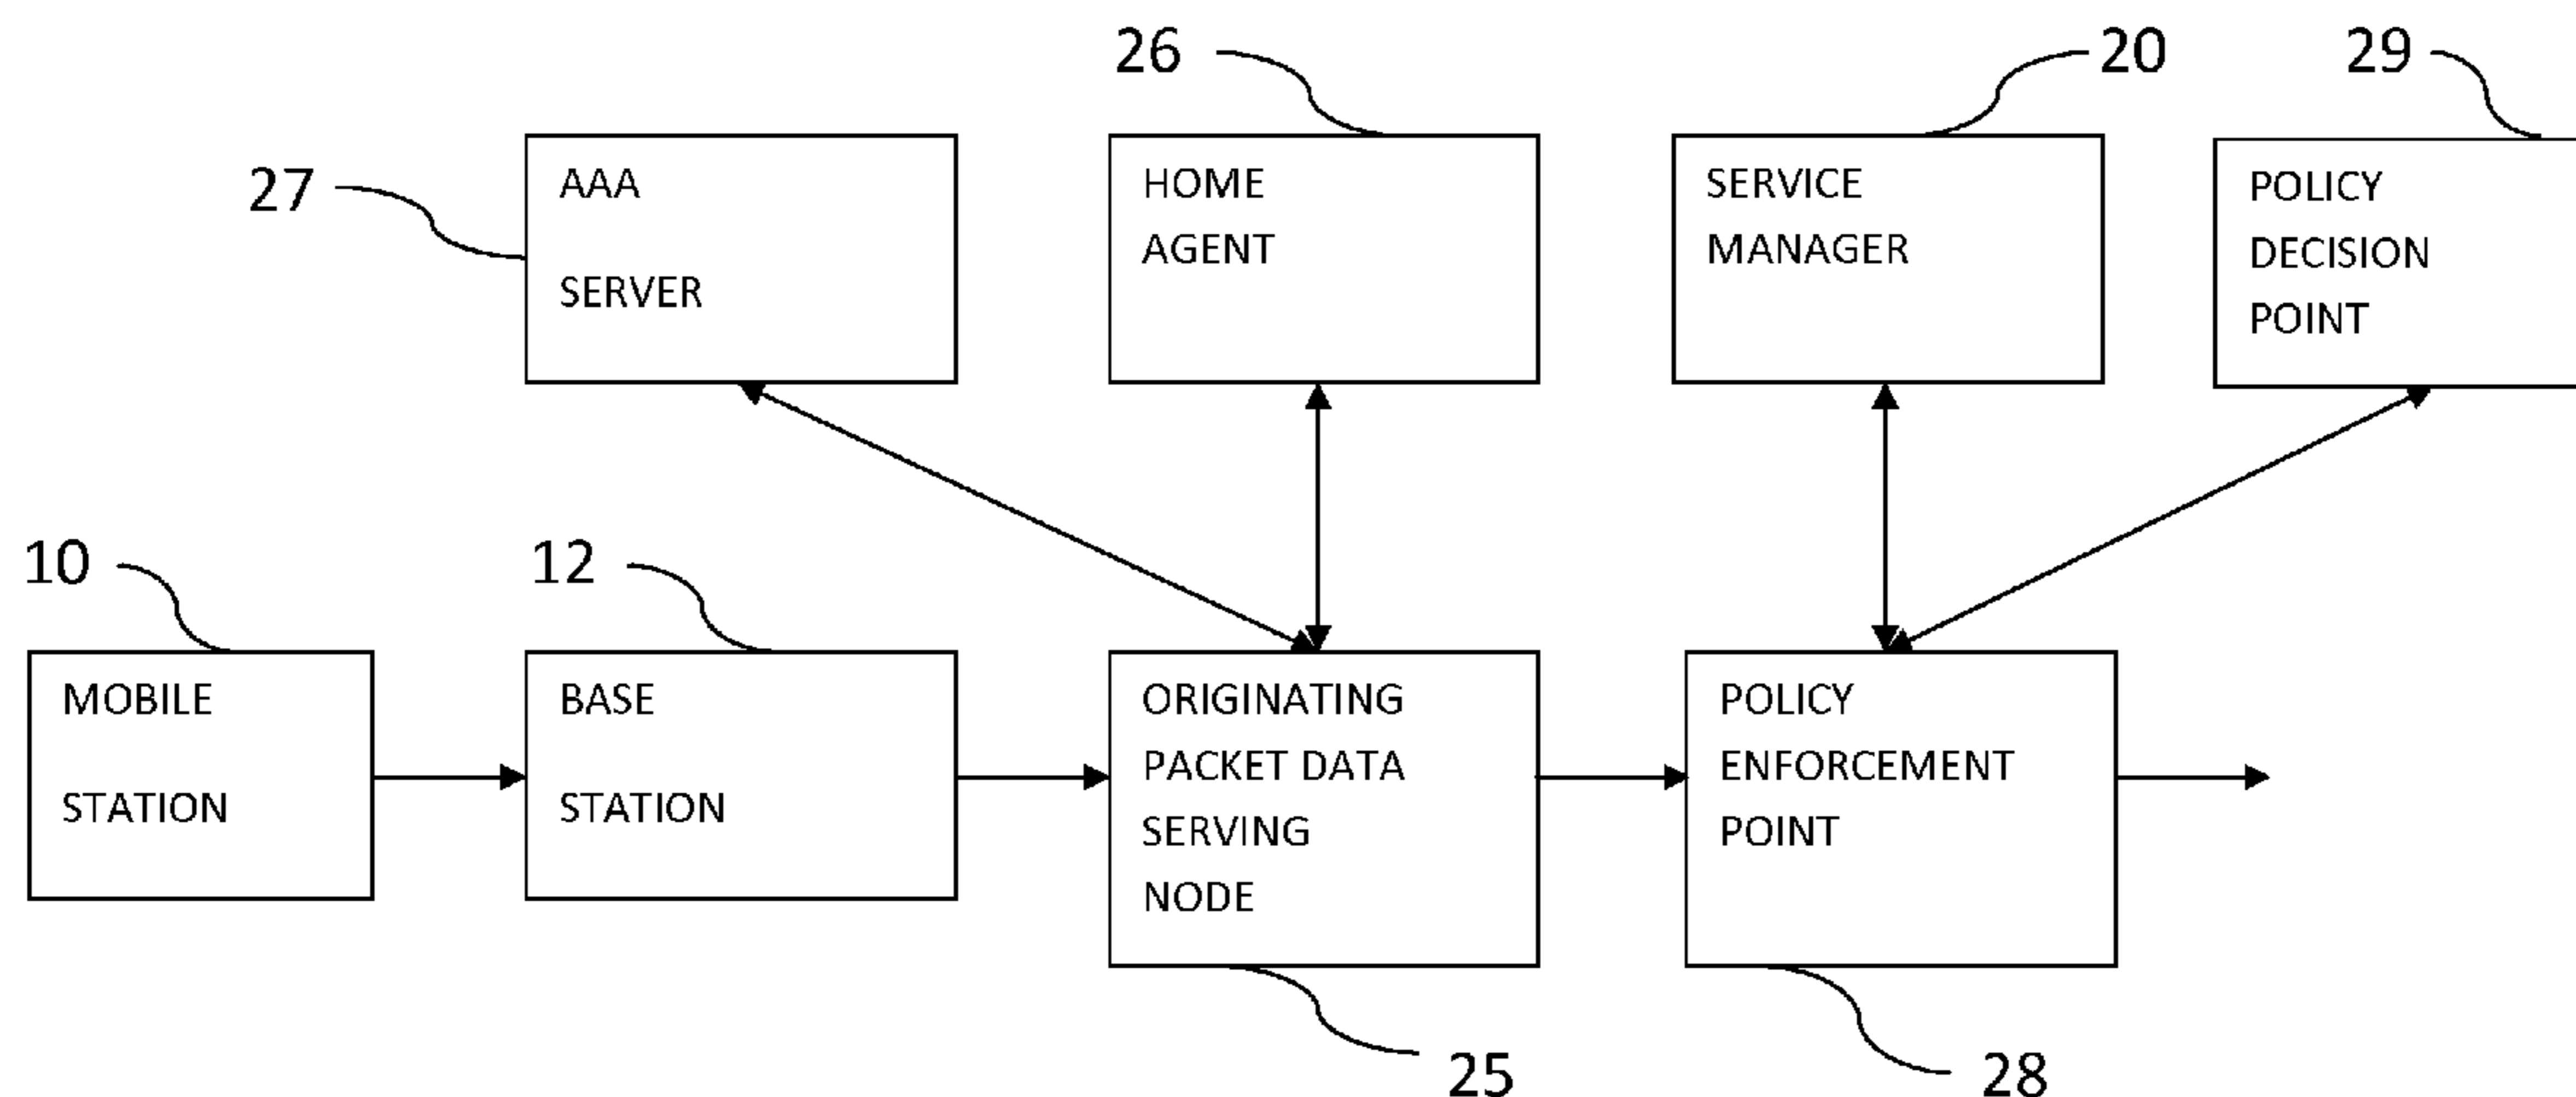 26
20
29
27
AAA
SERVER
HOME
AGENT
SERVICE
MANAGER
POLICY
DECISION
POINT
10
12
MOBILE
STATION
BASE
STATION
ORIGINATING
PACKET DATA
SERVING
NODE
POLICY
ENFORCEMENT
POINT
25
28